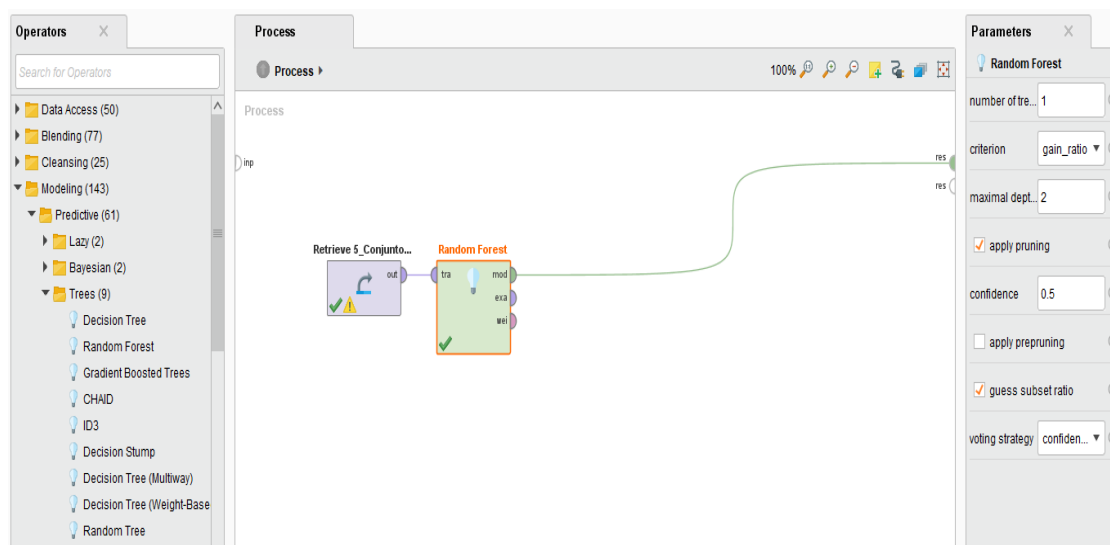 Operators
Search for Operators
Data Access (50)
Blending (77)
Cleansing (25)
Modeling (143)
Predictive (61)
Lazy (2)
Bayesian (2)
Trees (9)
Decision Tree
Random Forest
Gradient Boosted Trees
CHAID
ID3
Decision Stump
Decision Tree (Multiway)
Decision Tree (Weight-Base
Random Tree
Process
Process
100%
Process
inp
res
res
Retrieve 5_Conjunto...
out
Random Forest
tra
mod
exa
wei
Parameters
Random Forest
number of tre... 1
criterion gain_ratio
maximal dept... 2
apply pruning
confidence 0.5
apply prepruning
guess subset ratio
voting strategy confiden...